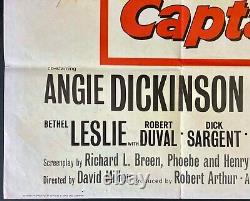 Capta
co-starring
ANGIE DICKINSON
BETHEL LESLIE with ROBERT DUVAL DICK SARGENT
Screenplay by Richard L. Breen, Phoebe and Henry
Directed by David Miller Produced by Robert Arthur - A